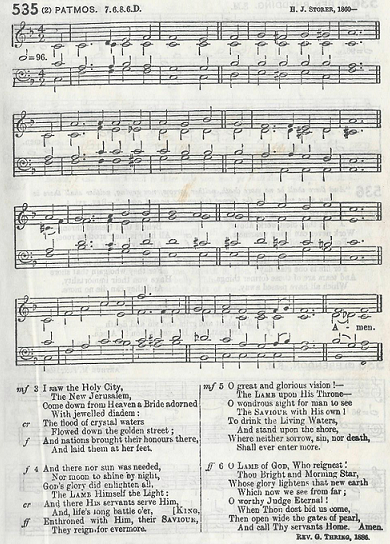 535 (2) PATMOS. 7.6.8.6.D. H. J. STORER, 1860—
=96.
A - men.
mf 3 I saw the Holy City,
The New Jerusalem,
Come down from Heaven a Bride adorned
With jewelled diadem:
cr The flood of crystal waters
Flowed down the golden street;
f And nations brought their honours there,
And laid them at her feet.
f 4 And there nor sun was needed,
Nor moon to shine by night,
God's glory did enlighten all,
The LAMB Himself the Light:
cr And there His servants serve Him,
And, life's song battle o'er, [KING,
ff Enthroned with Him, their SAVIOUR,
They reign for evermore.
mf 5 O great and glorious vision!—
The LAMB upon His Throne—
O wondrous sight for man to see
The SAVIOUR with His own!
To drink the Living Waters,
And stand upon the shore,
Where neither sorrow, sin, nor death,
Shall ever enter more.
ff 6 O LAMB of GOD, Who reignest!
Thou Bright and Morning Star,
Whose glory lightens that new earth
Which now we see from far;
O worthy Judge Eternal!
When Thou dost bid us come,
Then open wide the gates of pearl,
And call Thy servants Home. Amen.
REV. G. THRING, 1886.